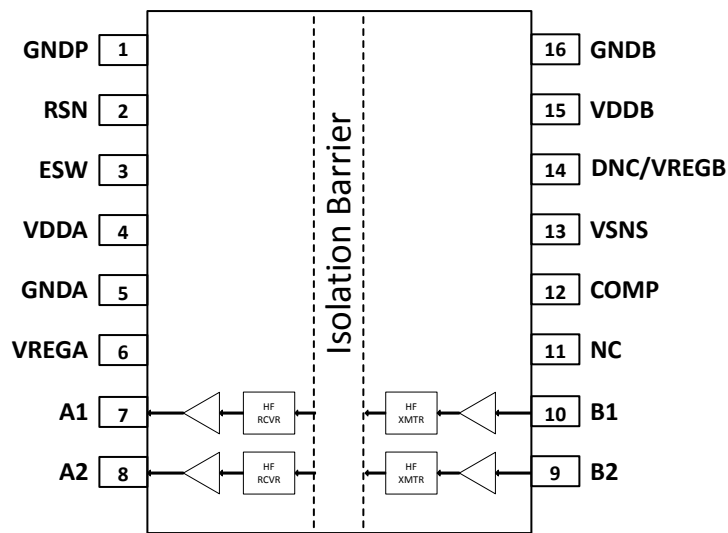 GNDP 1
RSN 2
ESW 3
VDDA 4
GNDA 5
VREGA 6
A1 7
A2 8
HF
RCVR
HF
RCVR
Isolation Barrier
HF
XMTR
HF
XMTR
16 GNDB
15 VDDB
14 DNC/VREGB
13 VSNS
12 COMP
11 NC
10 B1
9 B2